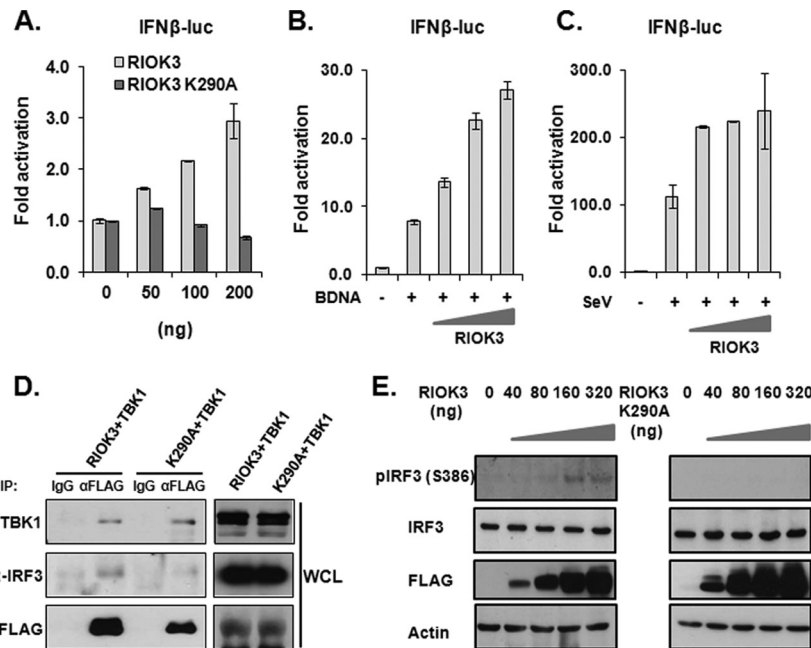 A.
IFNβ-luc
Fold activation
4.0
3.0
2.0
1.0
0.0
RIOK3
RIOK3 K290A
0 50 100 200
(ng)
B.
IFNβ-luc
Fold activation
30.0
20.0
10.0
0.0
BDNA - + + + +
RIOK3
C.
IFNβ-luc
Fold activation
300.0
200.0
100.0
0.0
SeV - + + + +
RIOK3
D.
RIOK3+TBK1
K290A+TBK1
RIOK3+TBK1
K290A+TBK1
IP: IgG αFLAG IgG αFLAG
TBK1
-IRF3
FLAG
WCL
E.
RIOK3 0 40 80 160 320
(ng)
RIOK3 0 40 80 160 320
K290A
(ng)
pIRF3 (S386)
IRF3
FLAG
Actin